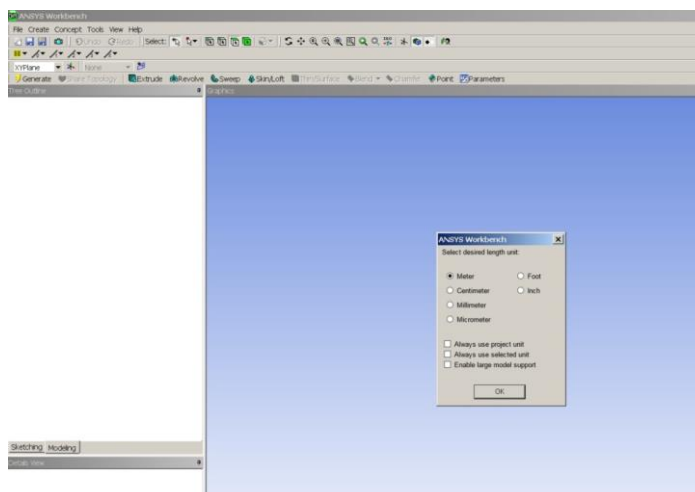 ANSYS Workbench
File Create Concept Tools View Help
Undo Redo Select:
XYPlane None
Generate Share Topology Extrude Revolve Sweep Skin/Loft Thin/Surface Blend Chamfer Point Parameters
Tree Outline Graphics
ANSYS Workbench
Select desired length unit:
Meter Foot
Centimeter Inch
Millimeter
Micrometer
Always use project unit
Always use selected unit
Enable large model support
OK
Sketching Modeling
Details View